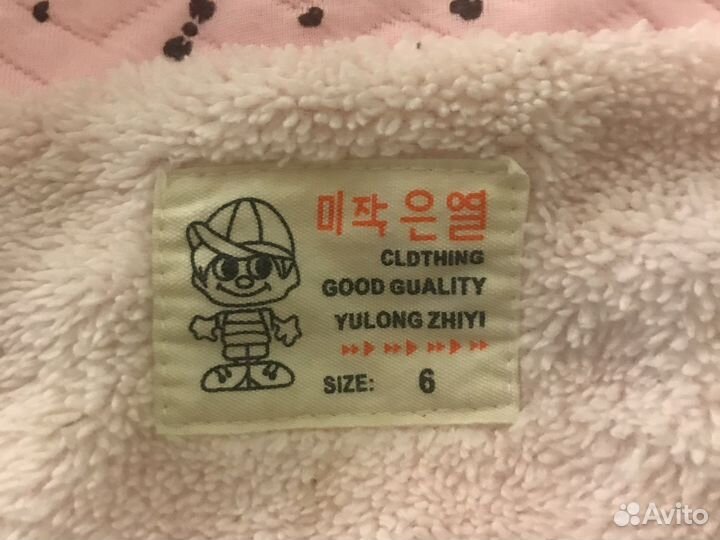 미작은열
CLDTHING
GOOD GUALITY
YULONG ZHIYI
SIZE: 6
Avito